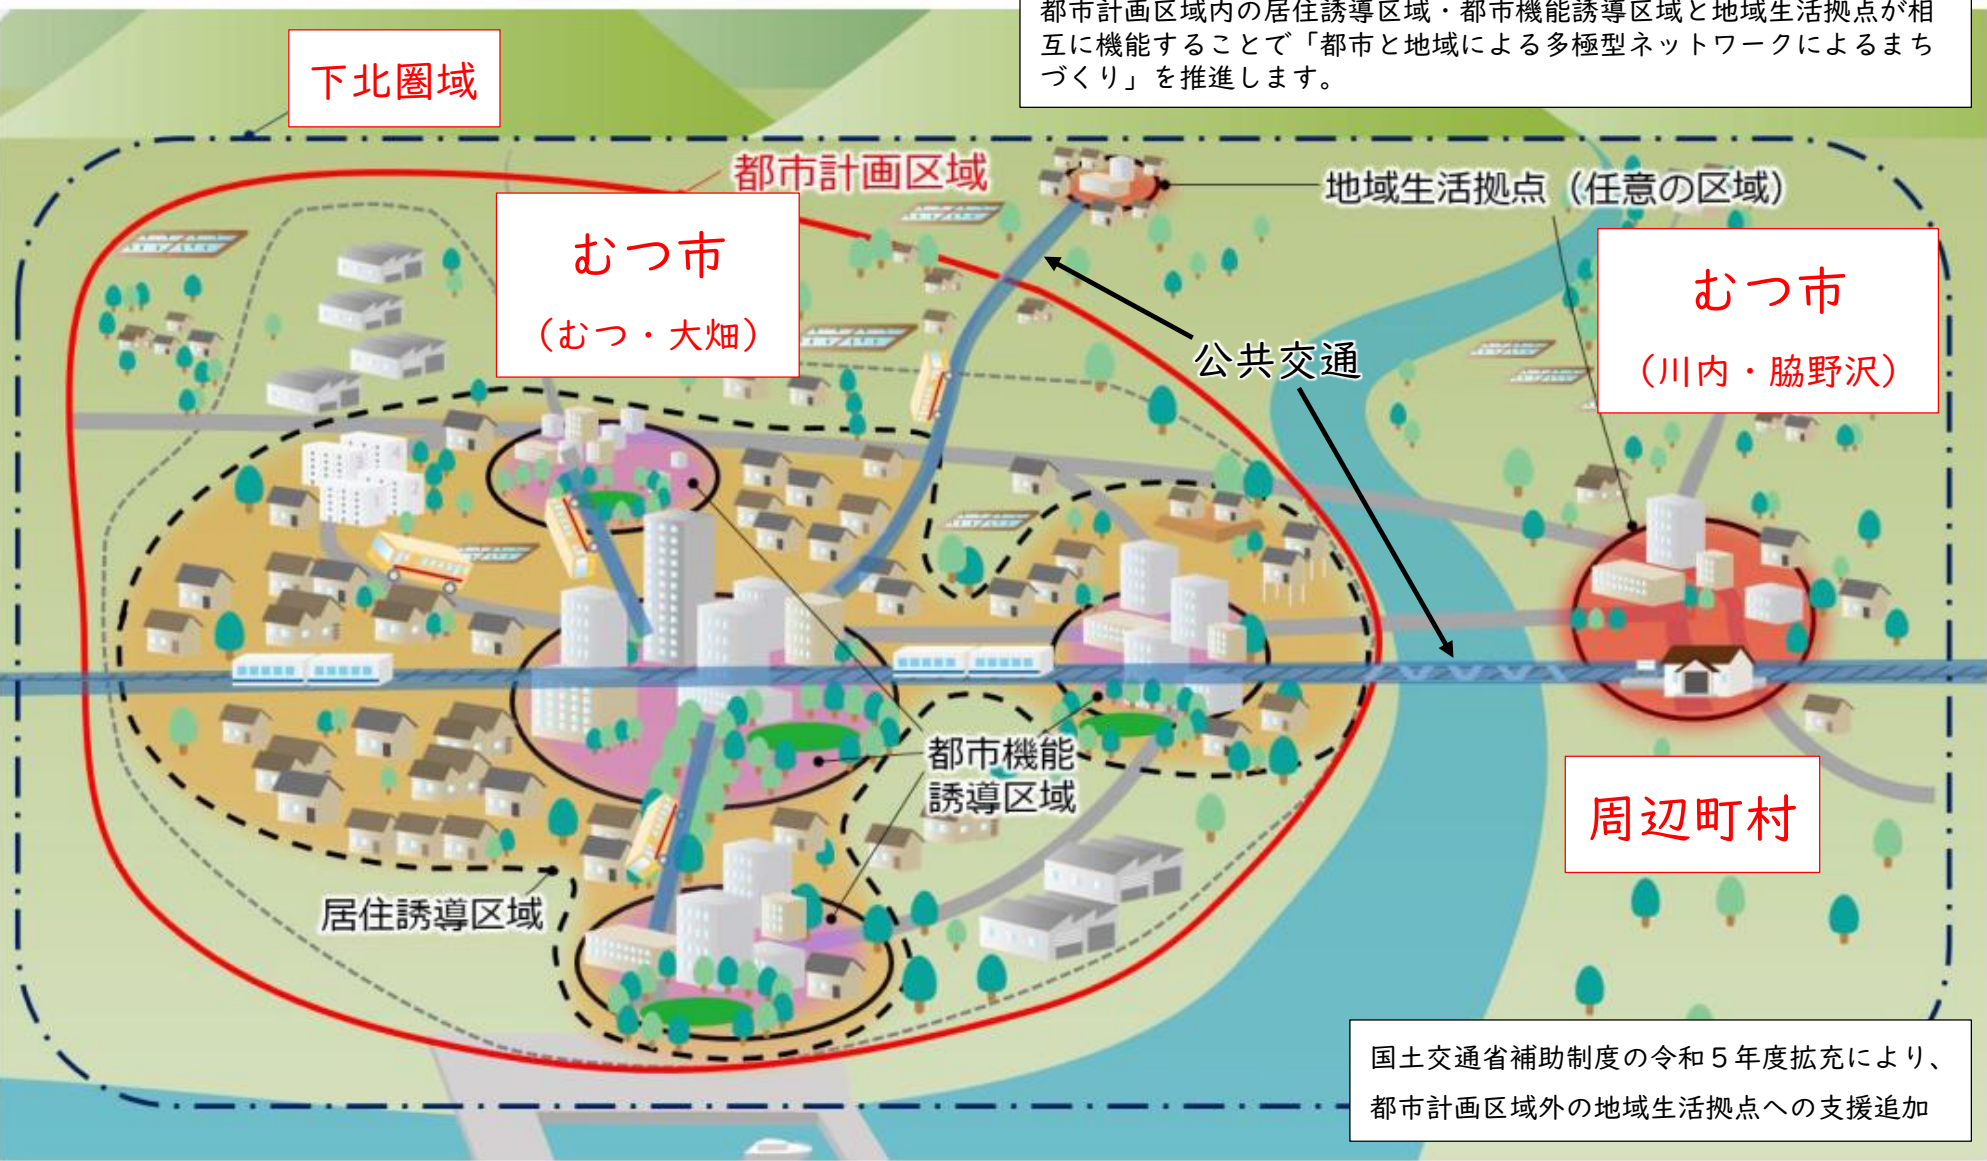 都市計画区域内の居住誘導区域・都市機能誘導区域と地域生活拠点が相
互に機能することで「都市と地域による多極型ネットワークによるまち
づくり」を推進します。
下北圏域
都市計画区域
地域生活拠点（任意の区域）
むつ市
（むつ・大畑）
むつ市
（川内・脇野沢）
公共交通
都市機能
誘導区域
周辺町村
居住誘導区域
国土交通省補助制度の令和５年度拡充により、
都市計画区域外の地域生活拠点への支援追加